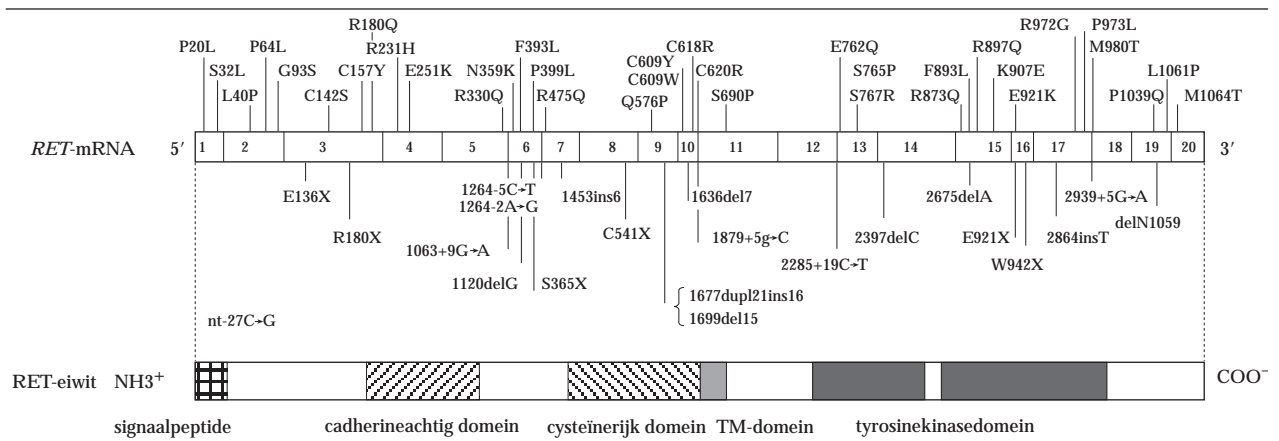 R180Q
R972G P973L
P20L P64L R231H F393L C618R E762Q R897Q M980T
S32L G93S C157Y E251K N359K P399L C609Y C620R S765P F893L K907E L1061P
C609W
L40P C142S R330Q R475Q Q576P S690P S767R R873Q E921K P1039Q M1064T
RET-mRNA 5′ 1 2 3 4 5 6 7 8 9 10 11 12 13 14 15 16 17 18 19 20 3′
E136X 1264-5C→T 1453ins6 1636del7 2675delA 2939+5G→A
1264-2A→G
delN1059
R180X C541X 1879+5g→C 2397delC E921X 2864insT
1063+9G→A 2285+19C→T W942X
1120delG S365X
1677dupl21ins16
1699del15
nt-27C→G
RET-eiwit NH3+ COO−
signaalpeptide cadherineachtig domein cysteïnerijk domein TM-domein tyrosinekinasedomein